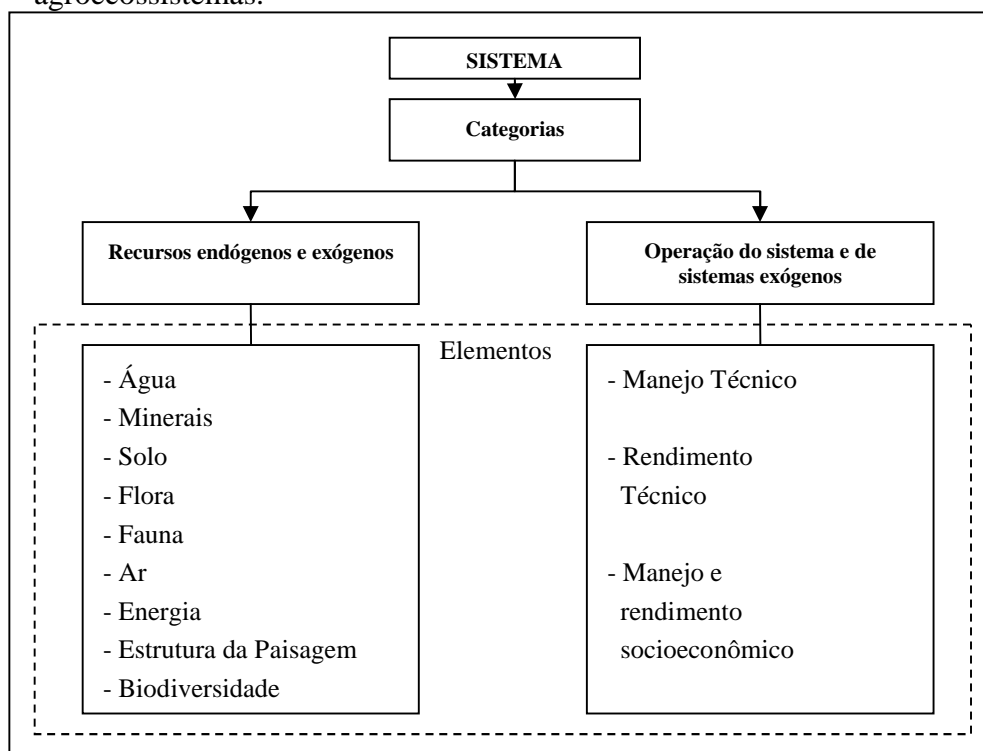 agroecossistemas.
SISTEMA
Categorias
Recursos endógenos e exógenos
Operação do sistema e de
sistemas exógenos
Elementos
- Água
- Minerais
- Solo
- Flora
- Fauna
- Ar
- Energia
- Estrutura da Paisagem
- Biodiversidade
- Manejo Técnico
- Rendimento
Técnico
- Manejo e
rendimento
socioeconômico